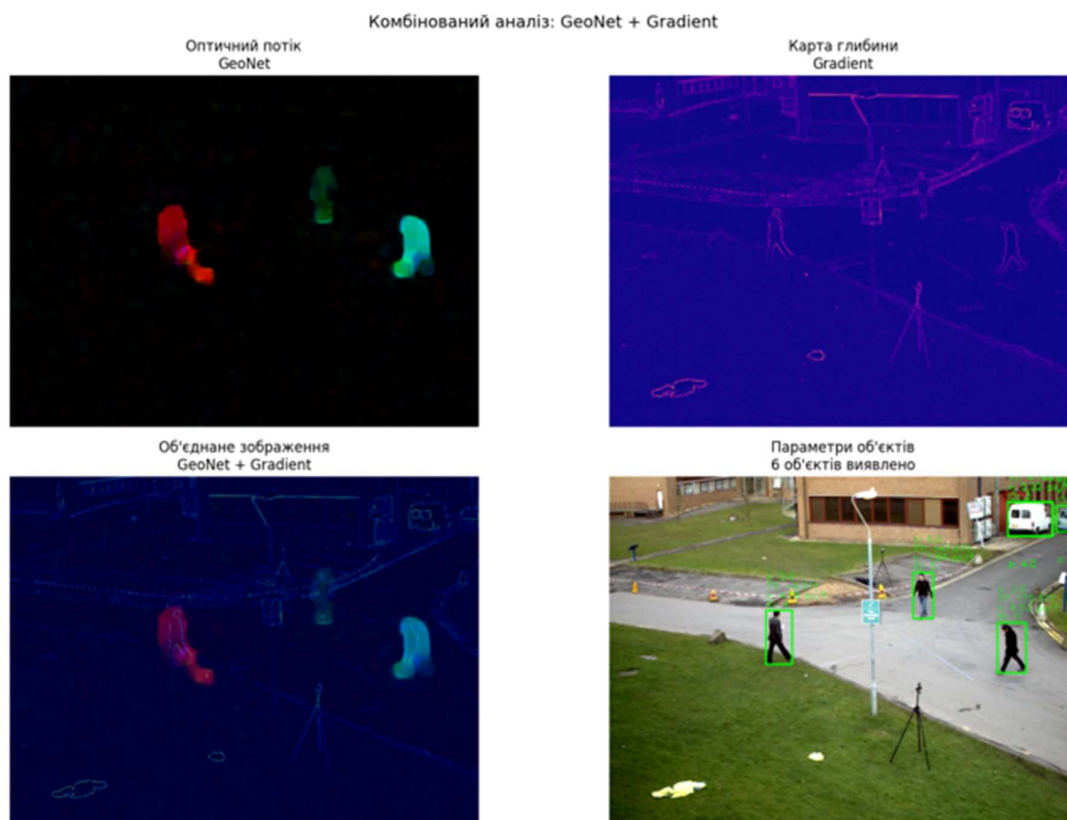 Комбінований аналіз: GeoNet + Gradient
Оптичний потік
GeoNet
Карта глибини
Gradient
Об'єднане зображення
GeoNet + Gradient
Параметри об'єктів
6 об'єктів виявлено